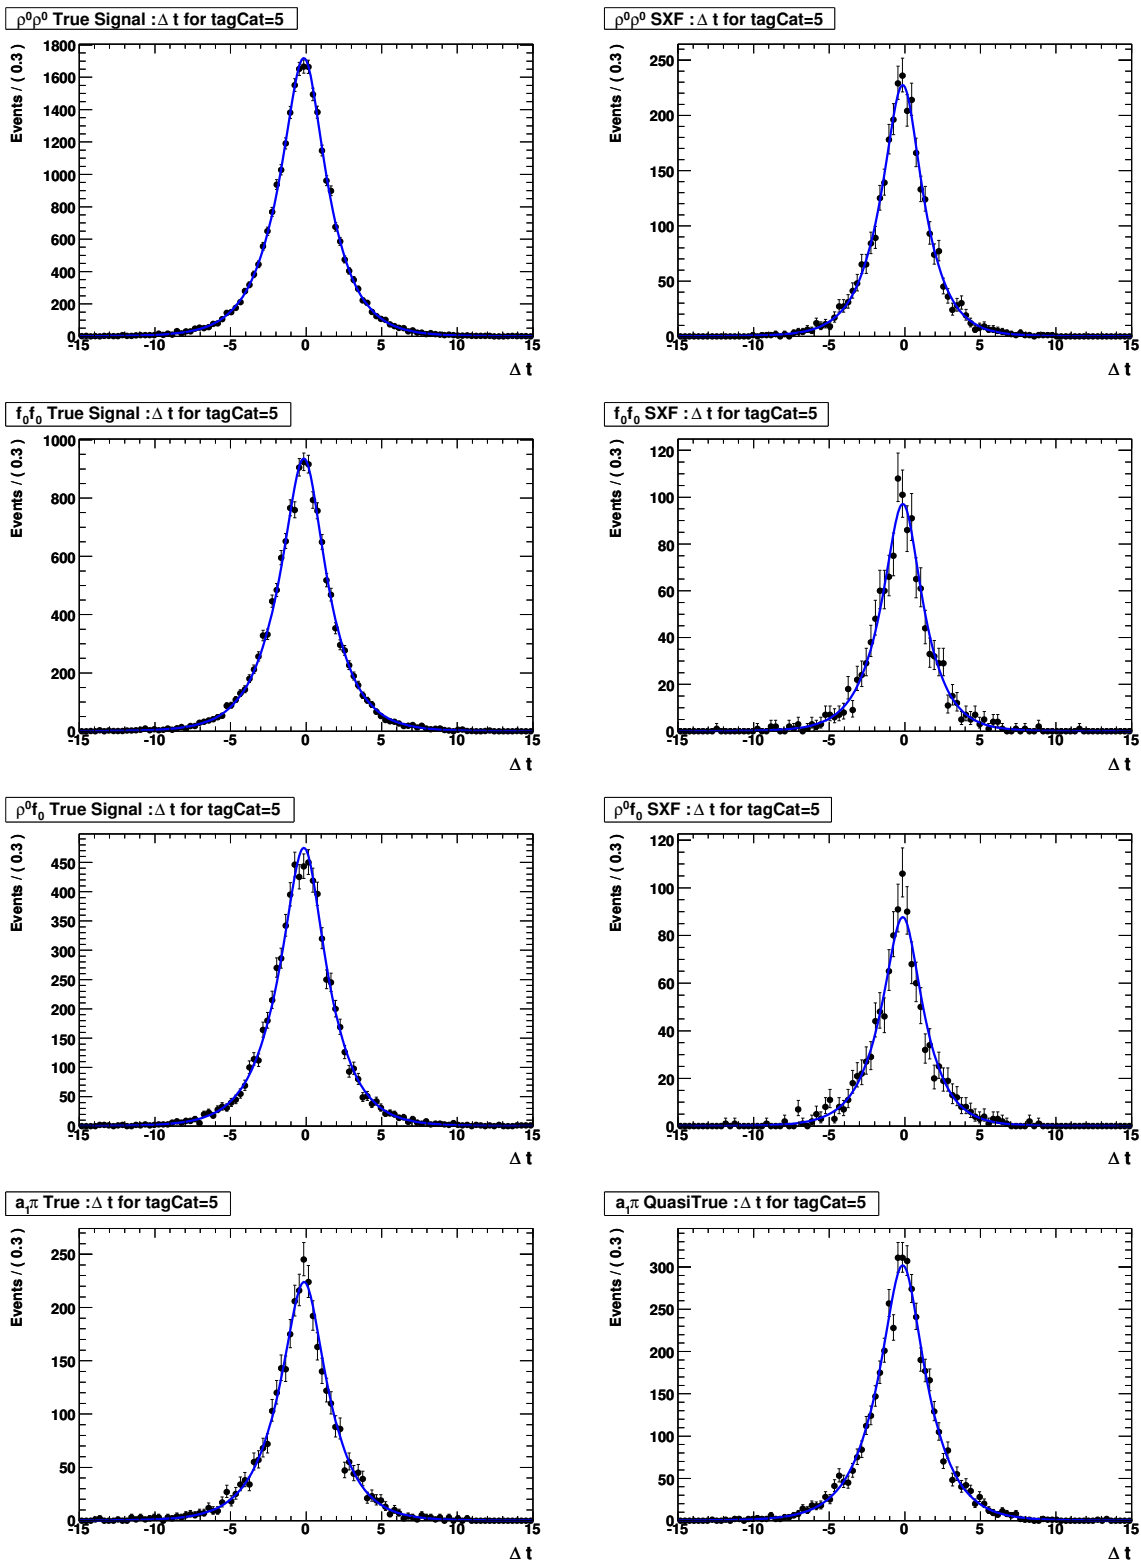 ρ⁰ρ⁰ True Signal : Δ t for tagCat=5
Events / ( 0.3 )
1800
1600
1400
1200
1000
800
600
400
200
0
-15 -10 -5 0 5 10 15
Δ t
ρ⁰ρ⁰ SXF : Δ t for tagCat=5
Events / ( 0.3 )
250
200
150
100
50
0
-15 -10 -5 0 5 10 15
Δ t
f₀f₀ True Signal : Δ t for tagCat=5
Events / ( 0.3 )
1000
800
600
400
200
0
-15 -10 -5 0 5 10 15
Δ t
f₀f₀ SXF : Δ t for tagCat=5
Events / ( 0.3 )
120
100
80
60
40
20
0
-15 -10 -5 0 5 10 15
Δ t
ρ⁰f₀ True Signal : Δ t for tagCat=5
Events / ( 0.3 )
450
400
350
300
250
200
150
100
50
0
-15 -10 -5 0 5 10 15
Δ t
ρ⁰f₀ SXF : Δ t for tagCat=5
Events / ( 0.3 )
120
100
80
60
40
20
0
-15 -10 -5 0 5 10 15
Δ t
a₁π True : Δ t for tagCat=5
Events / ( 0.3 )
250
200
150
100
50
0
-15 -10 -5 0 5 10 15
Δ t
a₁π QuasiTrue : Δ t for tagCat=5
Events / ( 0.3 )
300
250
200
150
100
50
0
-15 -10 -5 0 5 10 15
Δ t